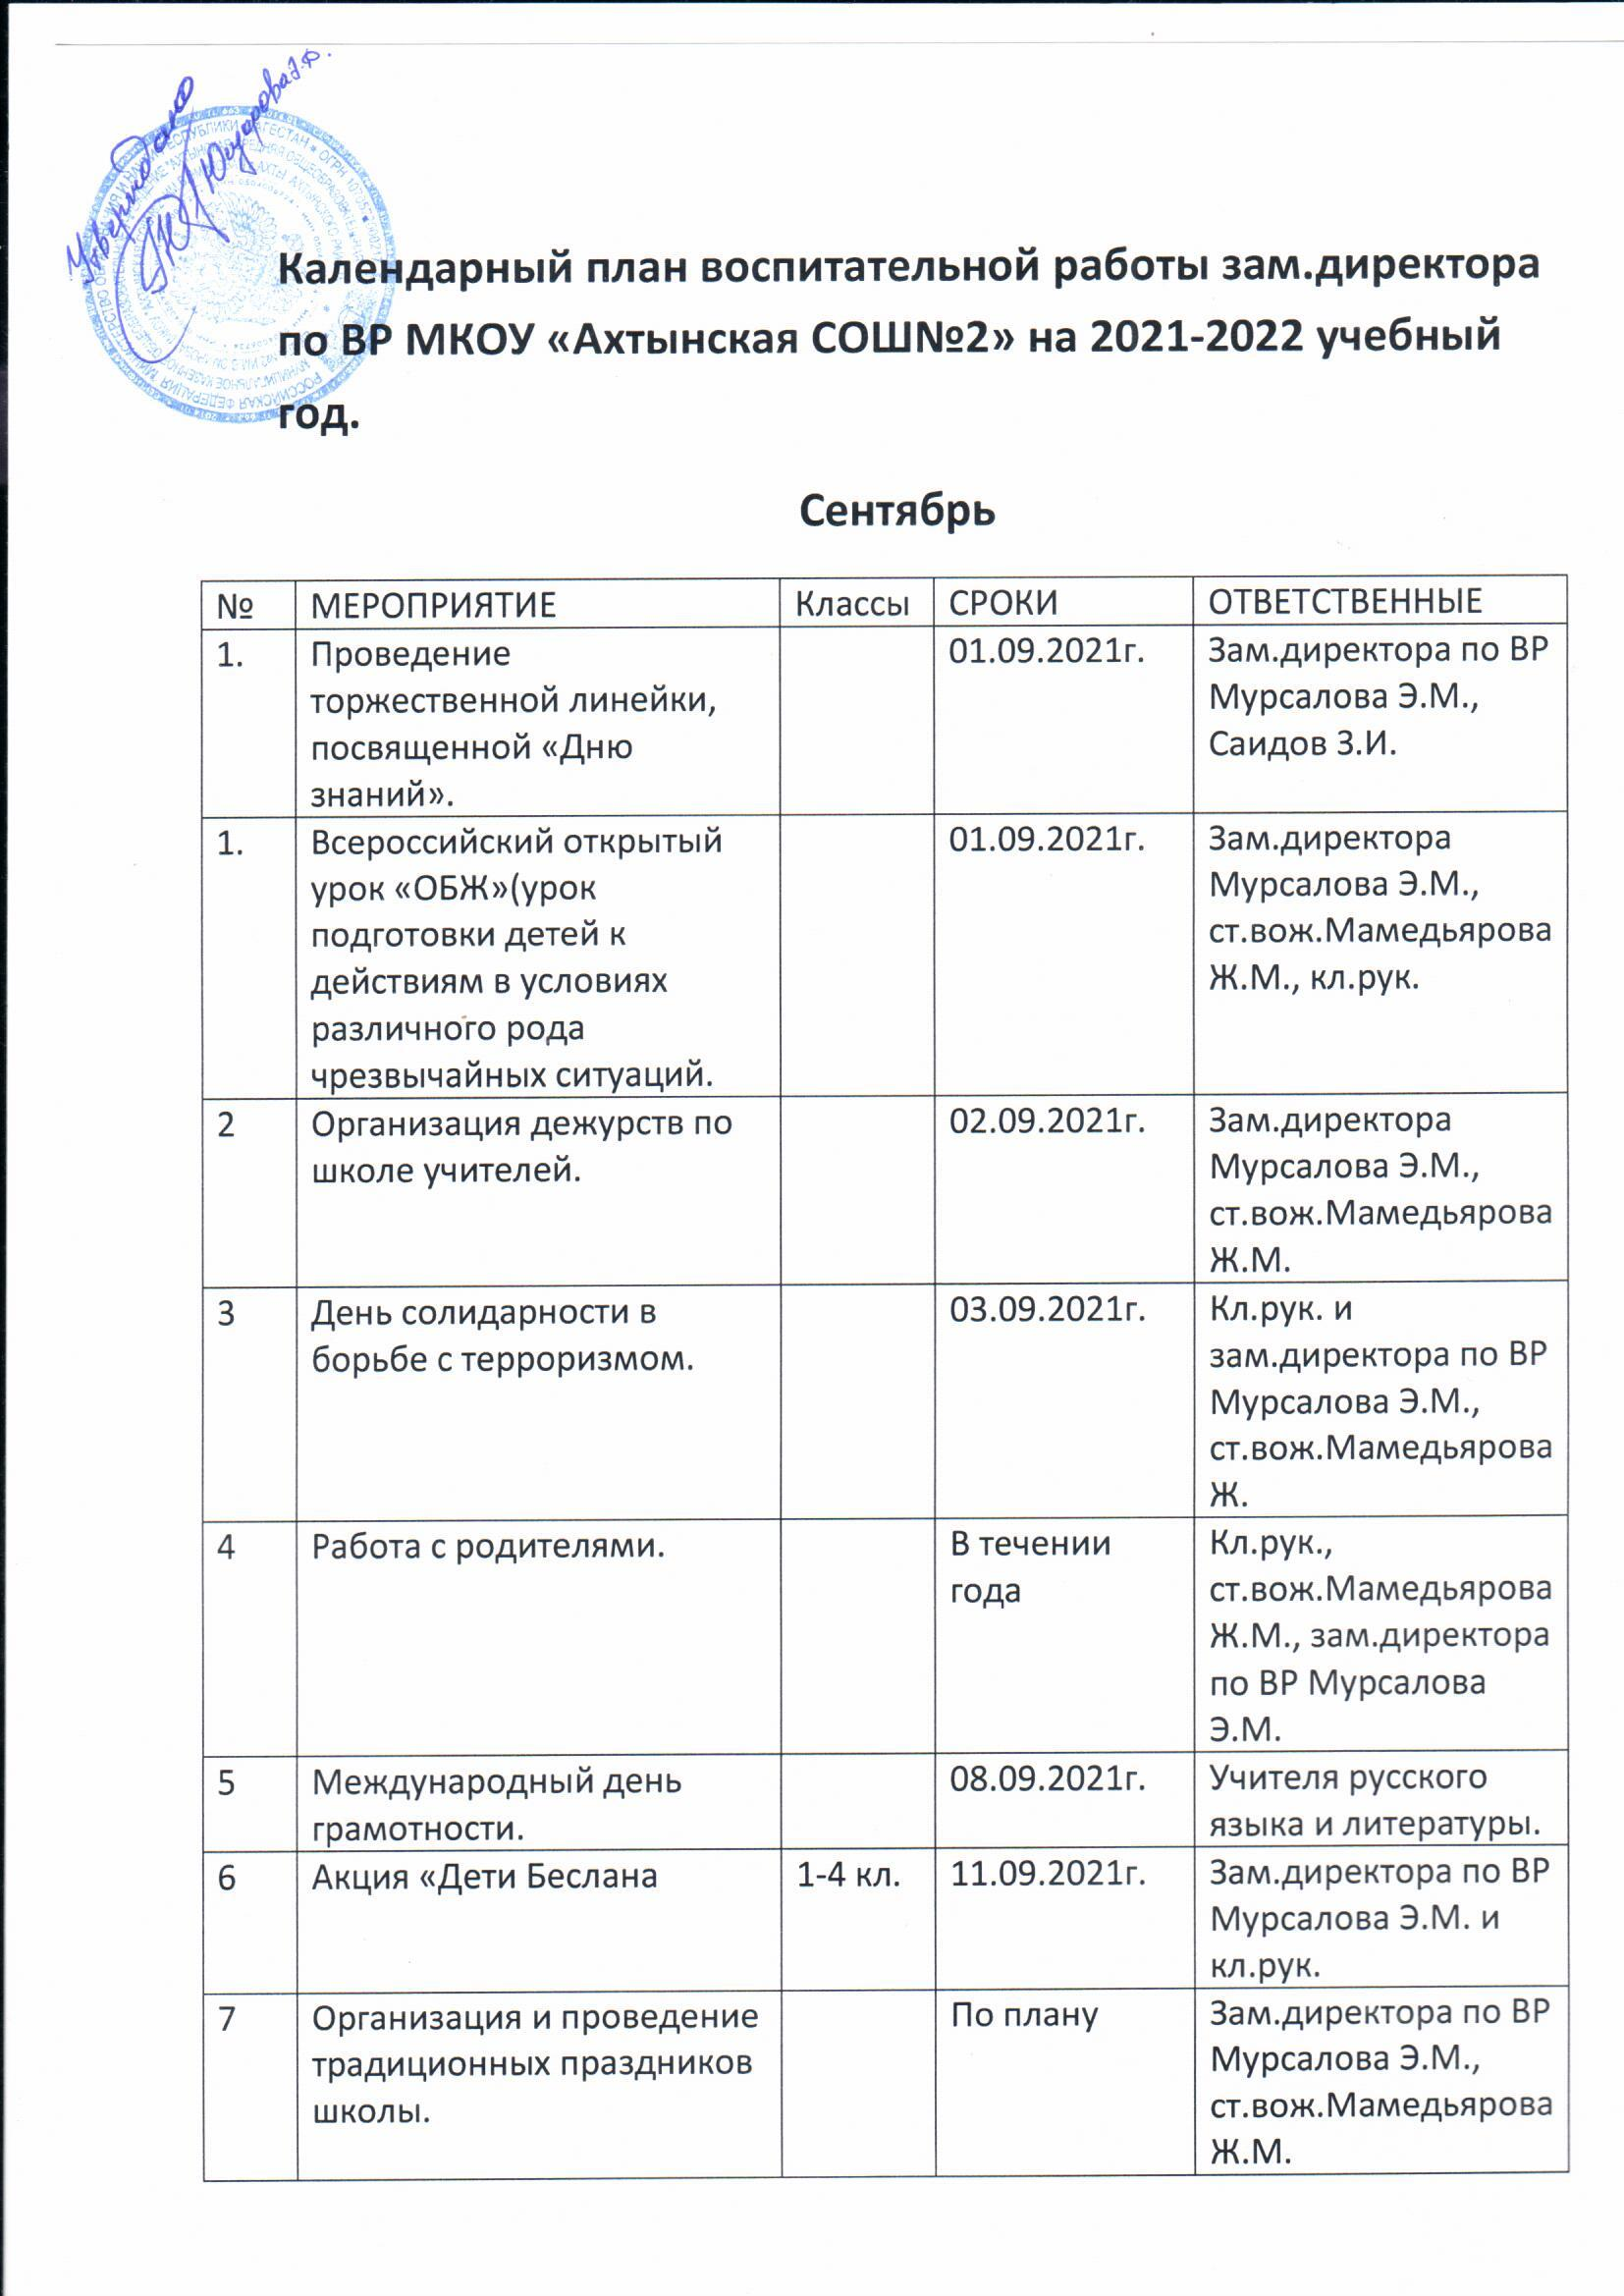 Утверждаю
Календарный план воспитательной работы зам.директора
по ВР МКОУ «Ахтынская СОШ№2» на 2021-2022 учебный
год.
Сентябрь
№ МЕРОПРИЯТИЕ Классы СРОКИ ОТВЕТСТВЕННЫЕ
1. Проведение 01.09.2021г. Зам.директора по ВР
торжественной линейки, Мурсалова Э.М.,
посвященной «Дню Саидов З.И.
знаний».
1. Всероссийский открытый 01.09.2021г. Зам.директора
урок «ОБЖ»(урок Мурсалова Э.М.,
подготовки детей к ст.вож.Мамедьярова
действиям в условиях Ж.М., кл.рук.
различного рода
чрезвычайных ситуаций.
2 Организация дежурств по 02.09.2021г. Зам.директора
школе учителей. Мурсалова Э.М.,
ст.вож.Мамедьярова
Ж.М.
3 День солидарности в 03.09.2021г. Кл.рук. и
борьбе с терроризмом. зам.директора по ВР
Мурсалова Э.М.,
ст.вож.Мамедьярова
Ж.
4 Работа с родителями. В течении Кл.рук.,
года ст.вож.Мамедьярова
Ж.М., зам.директора
по ВР Мурсалова
Э.М.
5 Международный день 08.09.2021г. Учителя русского
грамотности. языка и литературы.
6 Акция «Дети Беслана 1-4 кл. 11.09.2021г. Зам.директора по ВР
Мурсалова Э.М. и
кл.рук.
7 Организация и проведение По плану Зам.директора по ВР
традиционных праздников Мурсалова Э.М.,
школы. ст.вож.Мамедьярова
Ж.М.